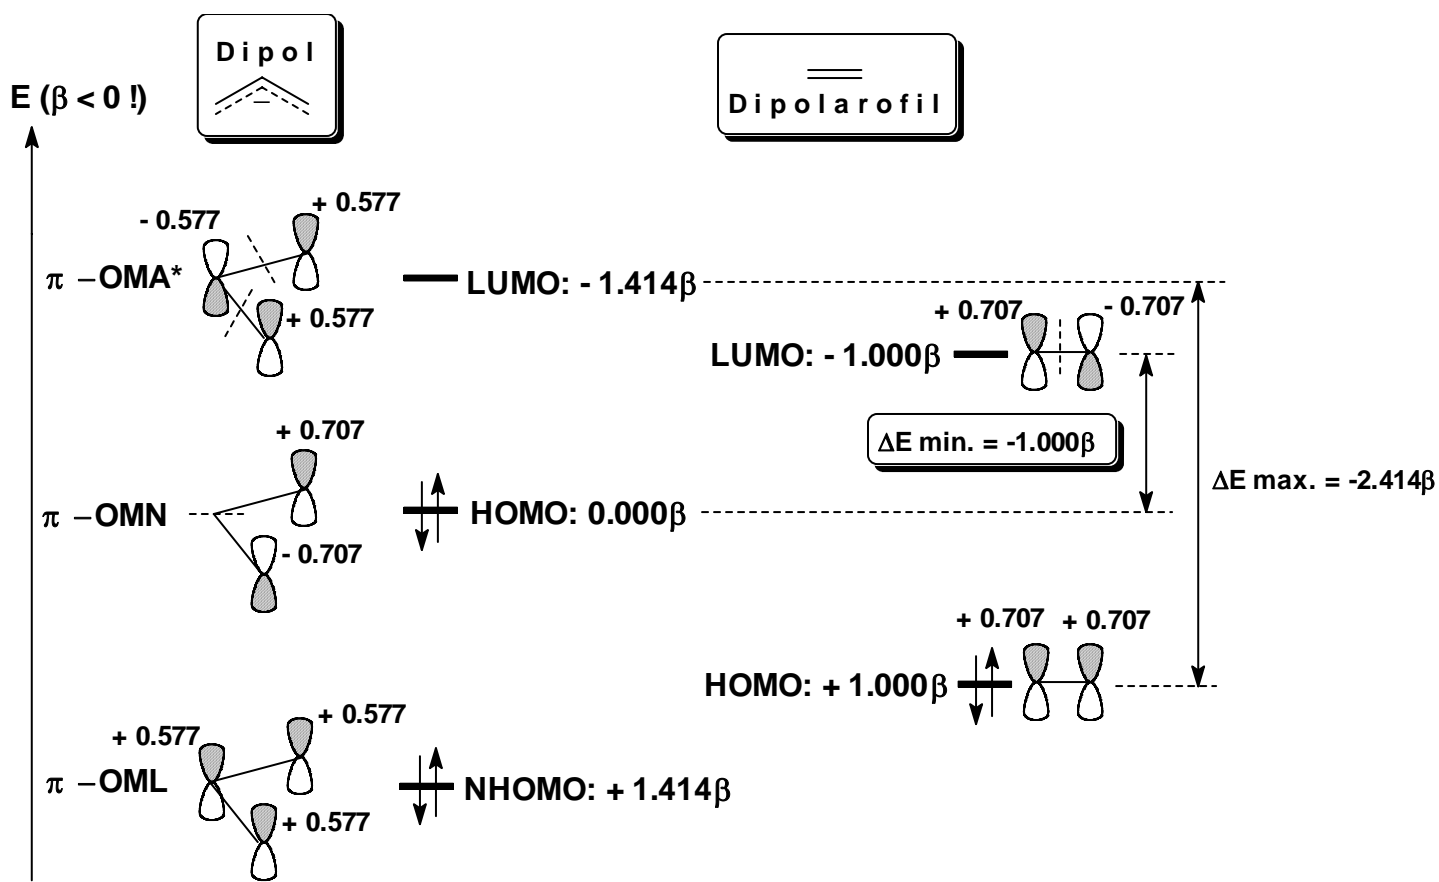 Dipol
Dipolarofil
E (β < 0 !)
- 0.577
+ 0.577
π –OMA*
+ 0.577
LUMO: - 1.414β
+ 0.707
- 0.707
LUMO: - 1.000β
ΔE min. = -1.000β
ΔE max. = -2.414β
+ 0.707
π –OMN
- 0.707
HOMO: 0.000β
+ 0.707
+ 0.707
HOMO: + 1.000β
+ 0.577
+ 0.577
π –OML
+ 0.577
NHOMO: + 1.414β